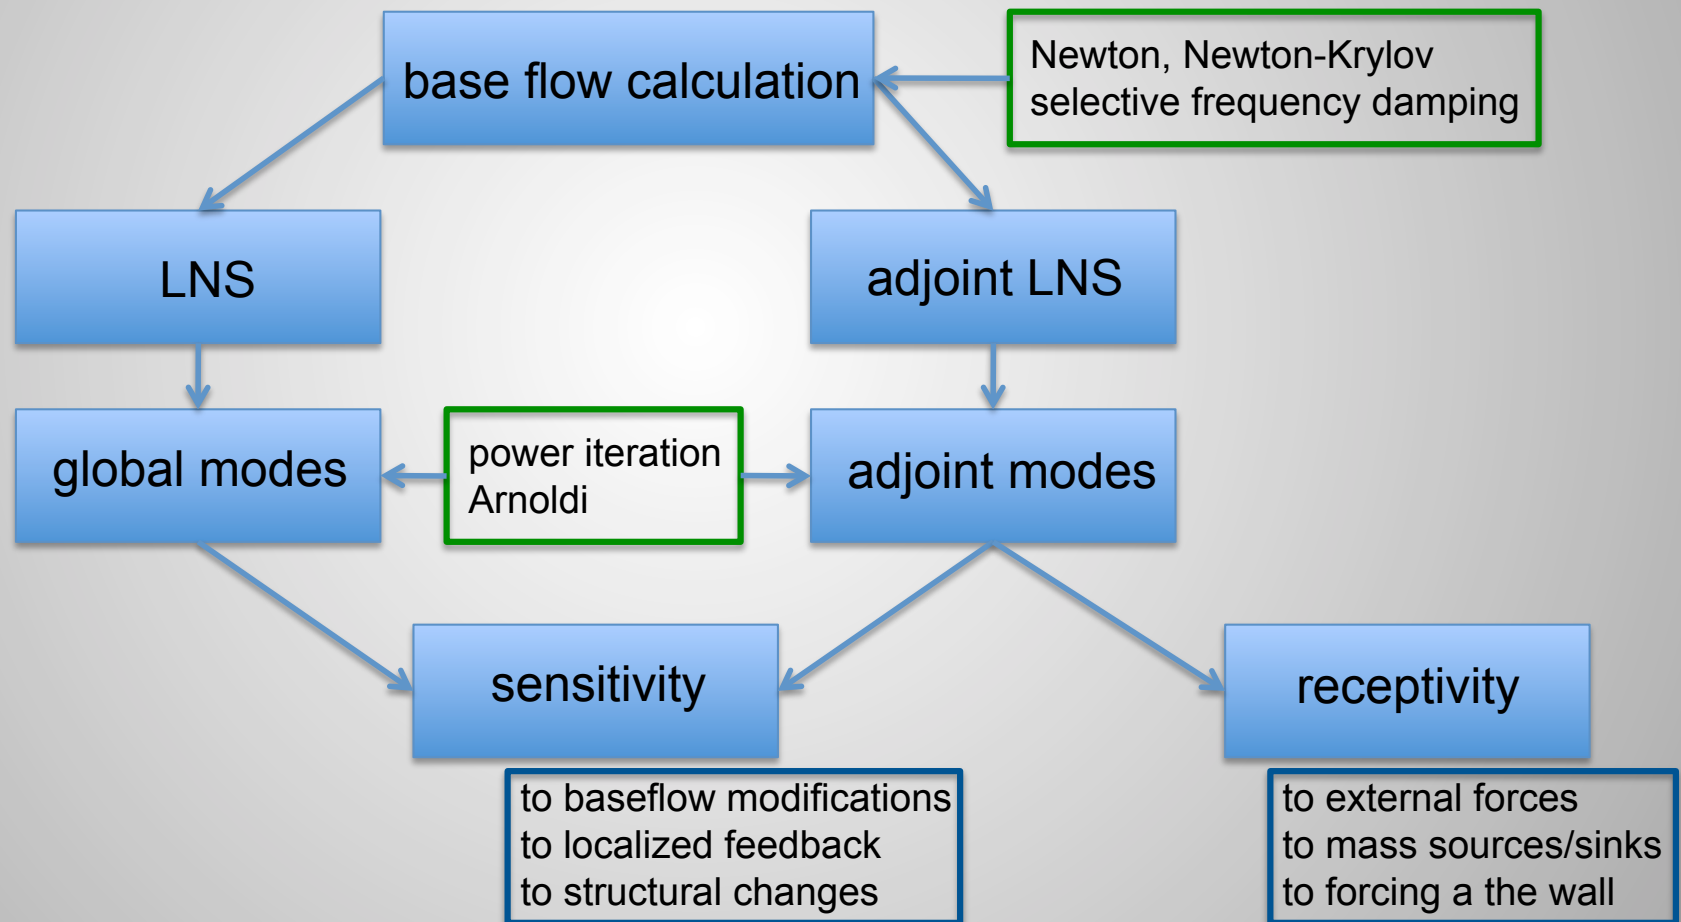 base flow calculation
Newton, Newton-Krylov
selective frequency damping
LNS
adjoint LNS
global modes
power iteration
Arnoldi
adjoint modes
sensitivity
receptivity
to baseflow modifications
to localized feedback
to structural changes
to external forces
to mass sources/sinks
to forcing a the wall